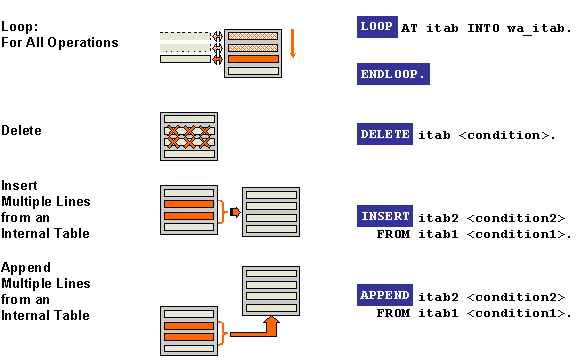 Loop:
For All Operations
LOOP AT itab INTO wa_itab.
ENDLOOP.
Delete
DELETE itab <condition>.
Insert
Multiple Lines
from an
Internal Table
INSERT itab2 <condition2>
FROM itab1 <condition1>.
Append
Multiple Lines
from an
Internal Table
APPEND itab2 <condition2>
FROM itab1 <condition1>.